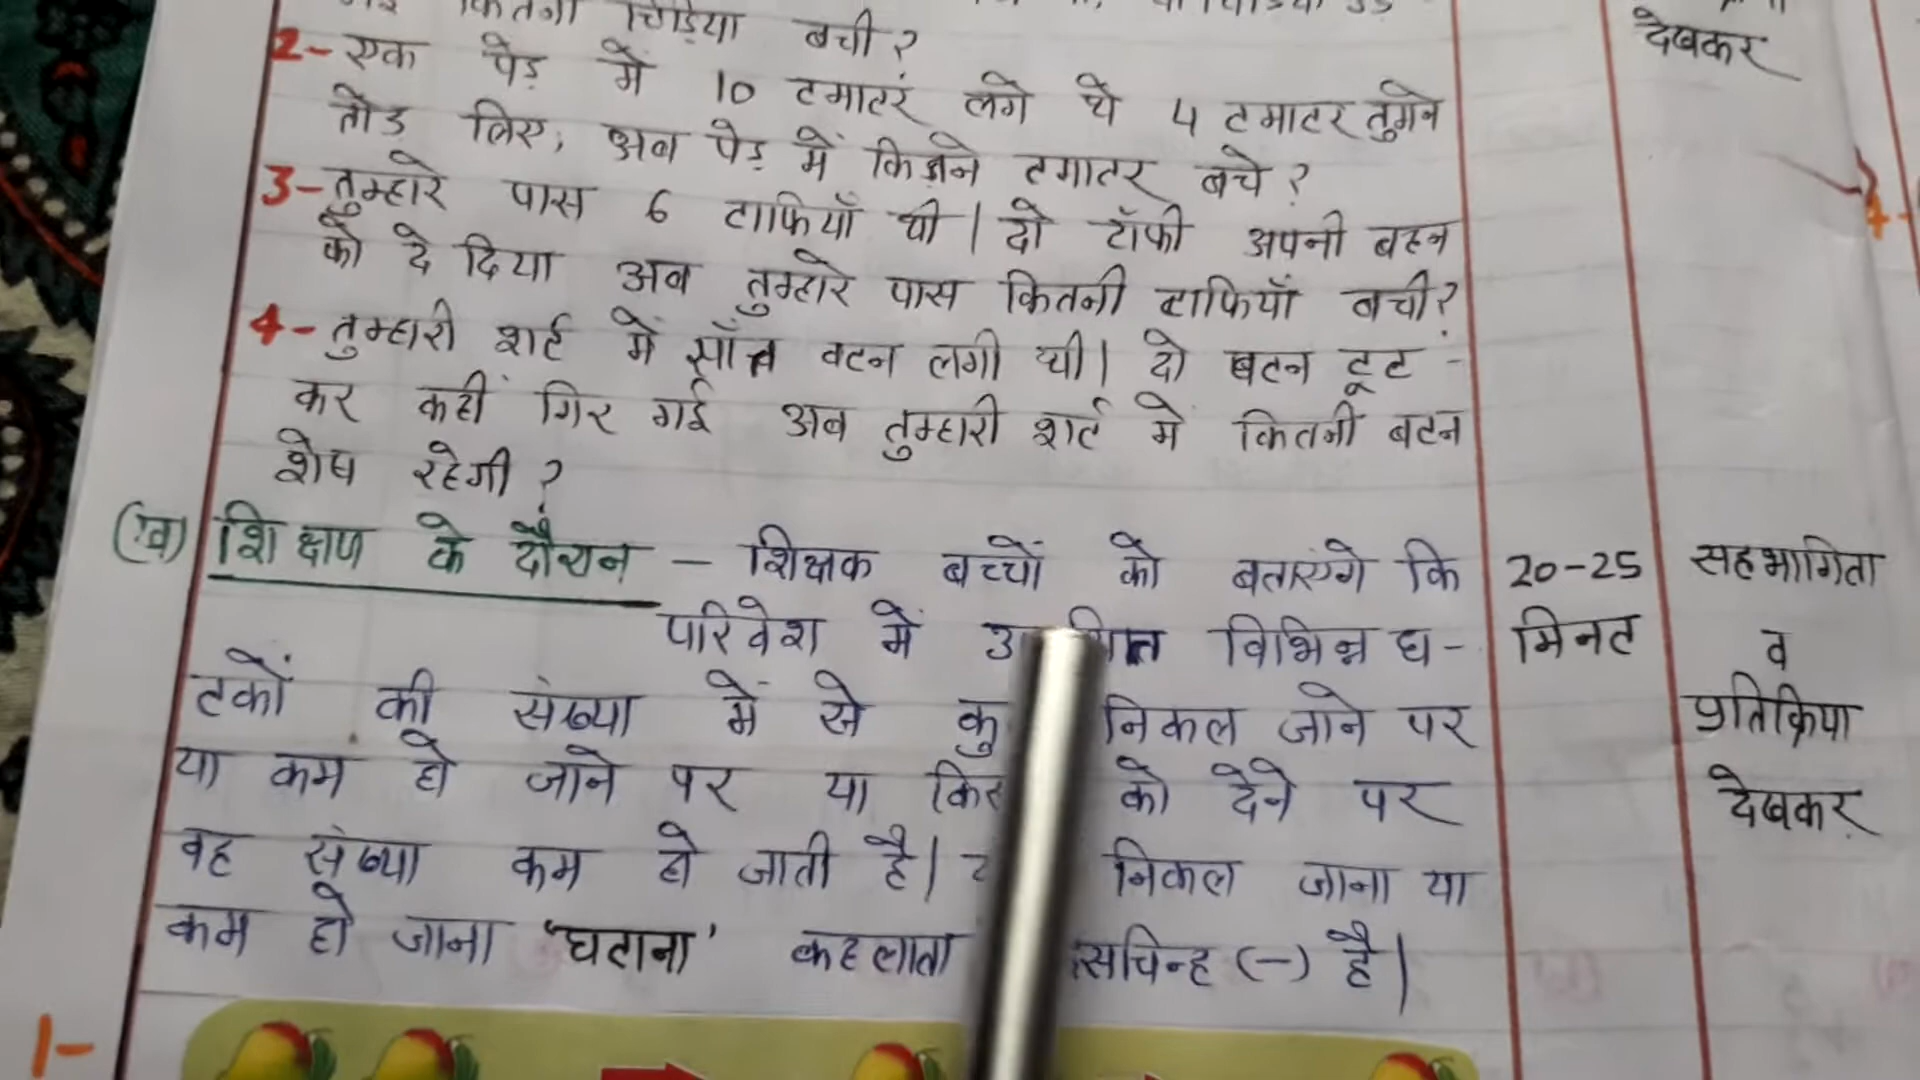 कितनी चिड़िया बची?
देखकर
2- एक पेड़ में 10 टमाटर लगे थे 4 टमाटर तुमने
तोड़ लिए, अब पेड़ में कितने टमाटर बचे?
3- तुम्हारे पास 6 टाफियाँ थी। दो टॉफी अपनी बहन
को दे दिया अब तुम्हारे पास कितनी टाफियाँ बची?
4- तुम्हारी शर्ट में सात बटन लगी थी। दो बटन टूट-
कर कहीं गिर गई अब तुम्हारी शर्ट में कितनी बटन
शेष रहेगी?
(ख) शिक्षण के दौरान – शिक्षक बच्चों को बताएंगे कि 20-25 सहभागिता
परिवेश में विभिन्न घ- मिनट व
टकों की संख्या में से निकल जाने पर प्रतिक्रिया
या कम हो जाने पर या को देने पर देखकर
वह संख्या कम हो जाती है। निकल जाना या
कम हो जाना 'घटाना' कहलाता (-) है।
1-